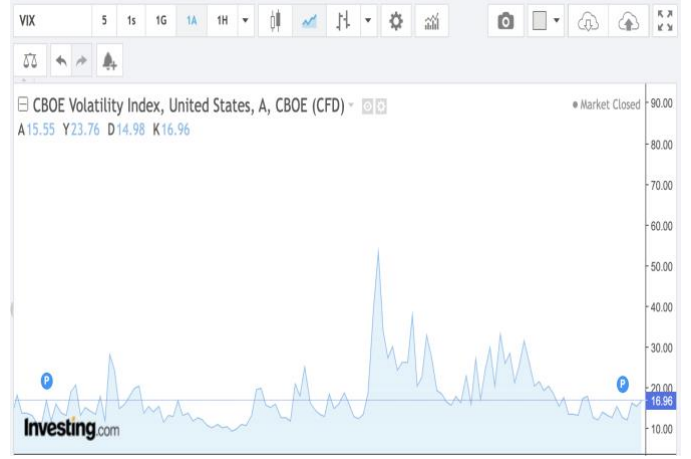 VIX 5 1s 1G 1A 1H
CBOE Volatility Index, United States, A, CBOE (CFD)
Market Closed
A15.55 Y23.76 D14.98 K16.96
90.00
80.00
70.00
60.00
50.00
40.00
30.00
20.00
16.96
10.00
P
P
Investing.com